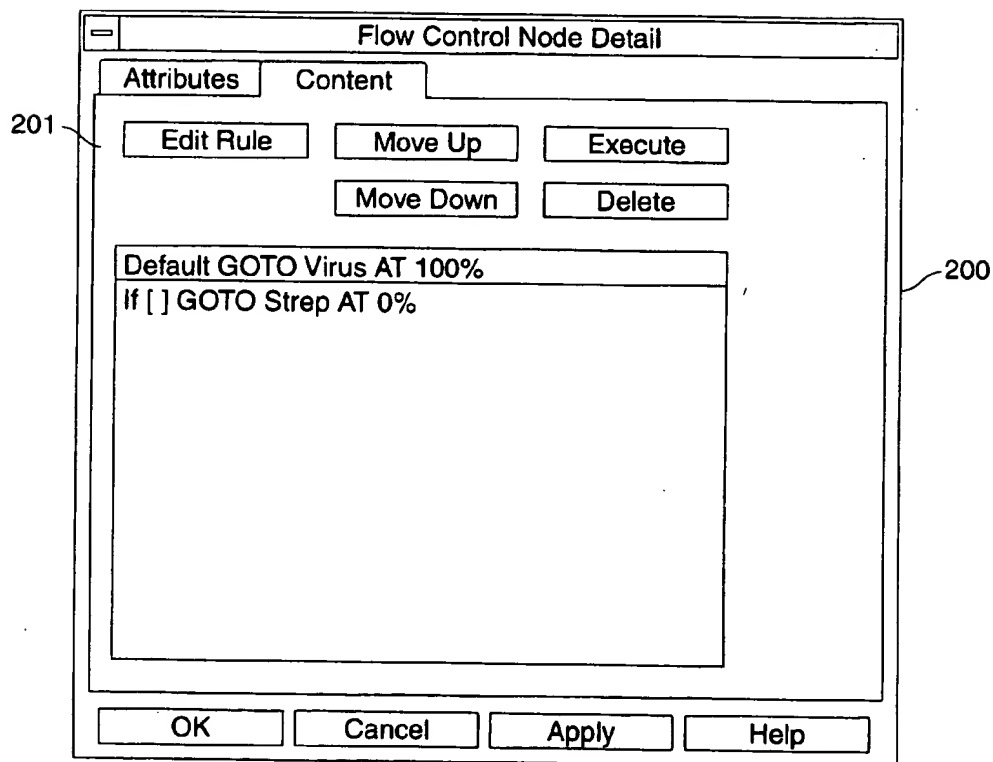 Flow Control Node Detail
Attributes Content
201
Edit Rule Move Up Execute
Move Down Delete
Default GOTO Virus AT 100%
200
If [ ] GOTO Strep AT 0%
OK Cancel Apply Help